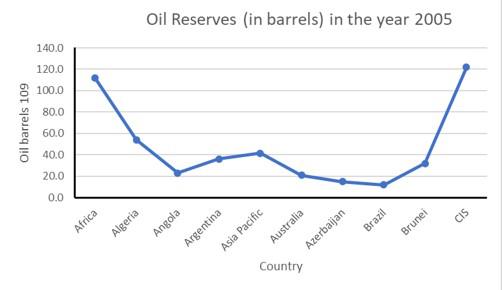 Oil Reserves (in barrels) in the year 2005
Oil barrels 109
140.0
120.0
100.0
80.0
60.0
40.0
20.0
0.0
Africa
Algeria
Angola
Argentina
Asia Pacific
Australia
Azerbaijan
Brazil
Brunei
CIS
Country